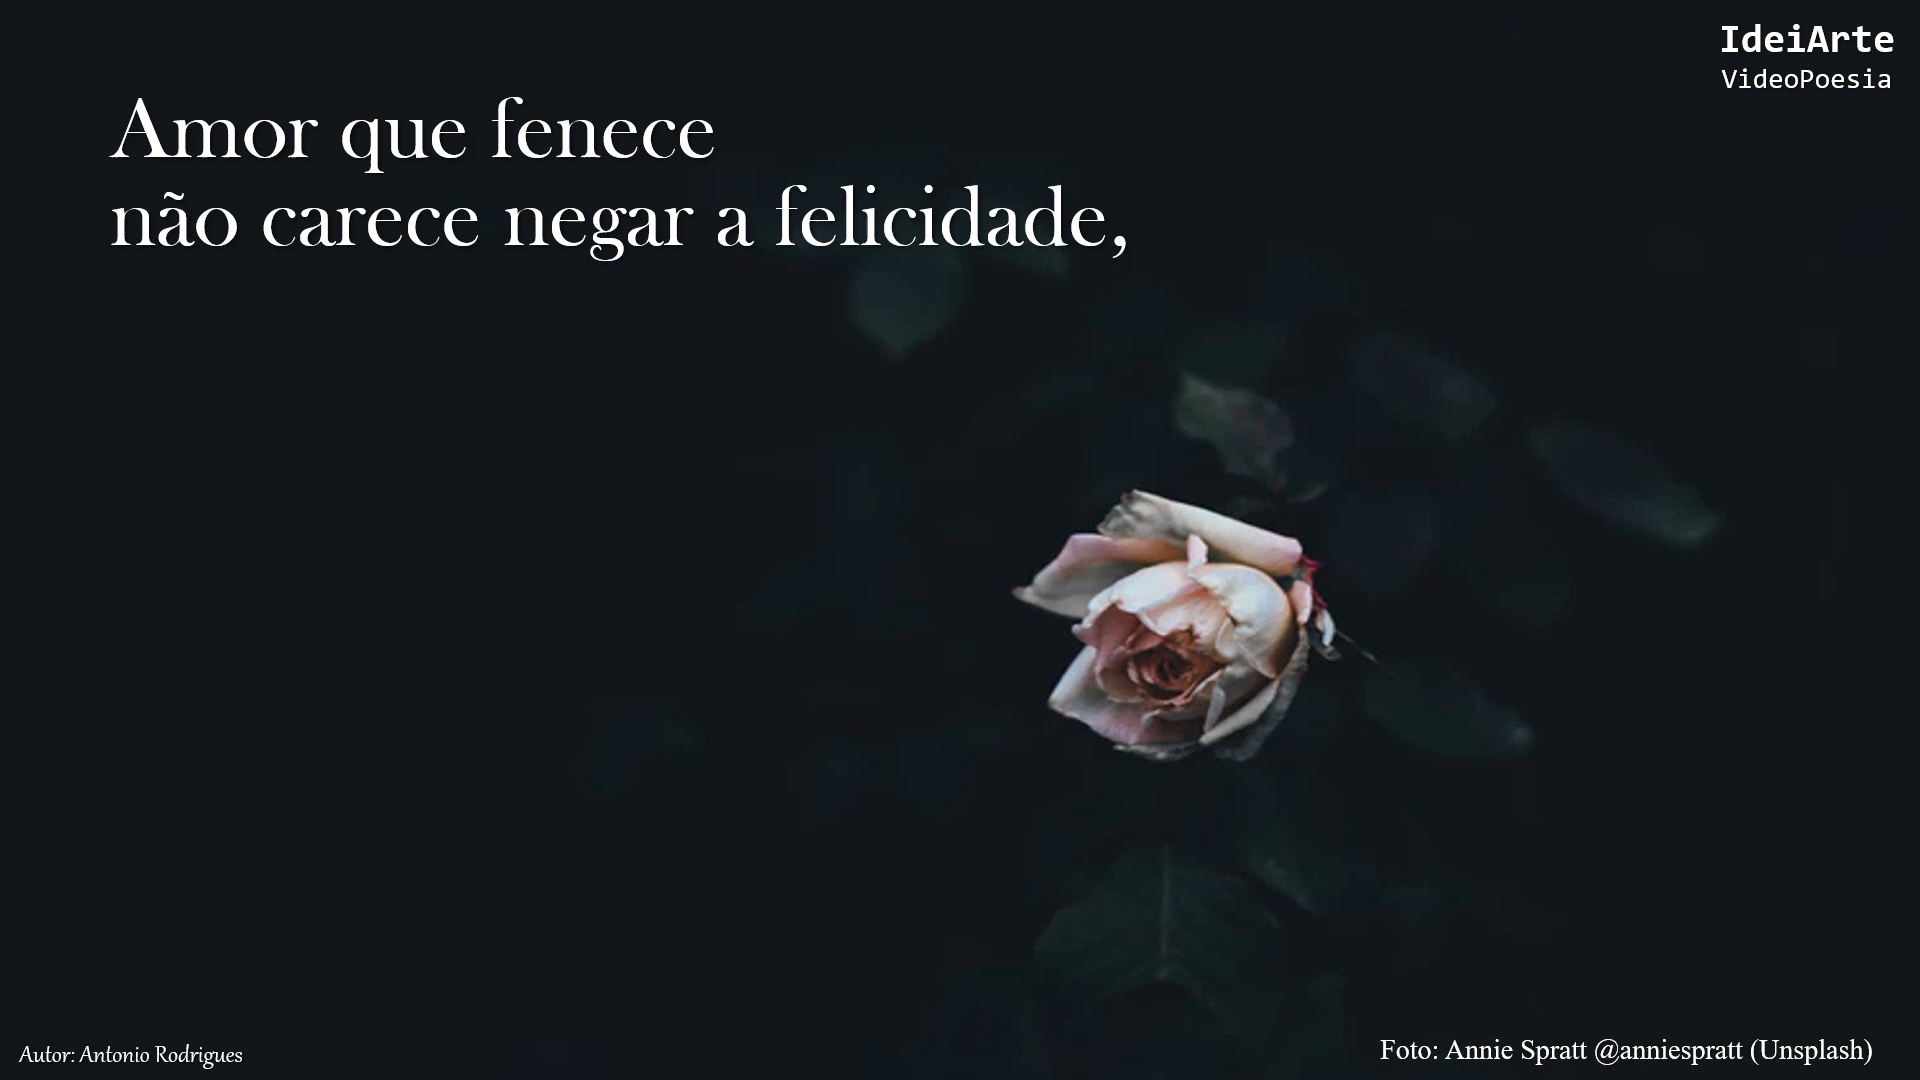 IdeiArte
VideoPoesia
Amor que fenece
não carece negar a felicidade,
Autor: Antonio Rodrigues
Foto: Annie Spratt @anniespratt (Unsplash)